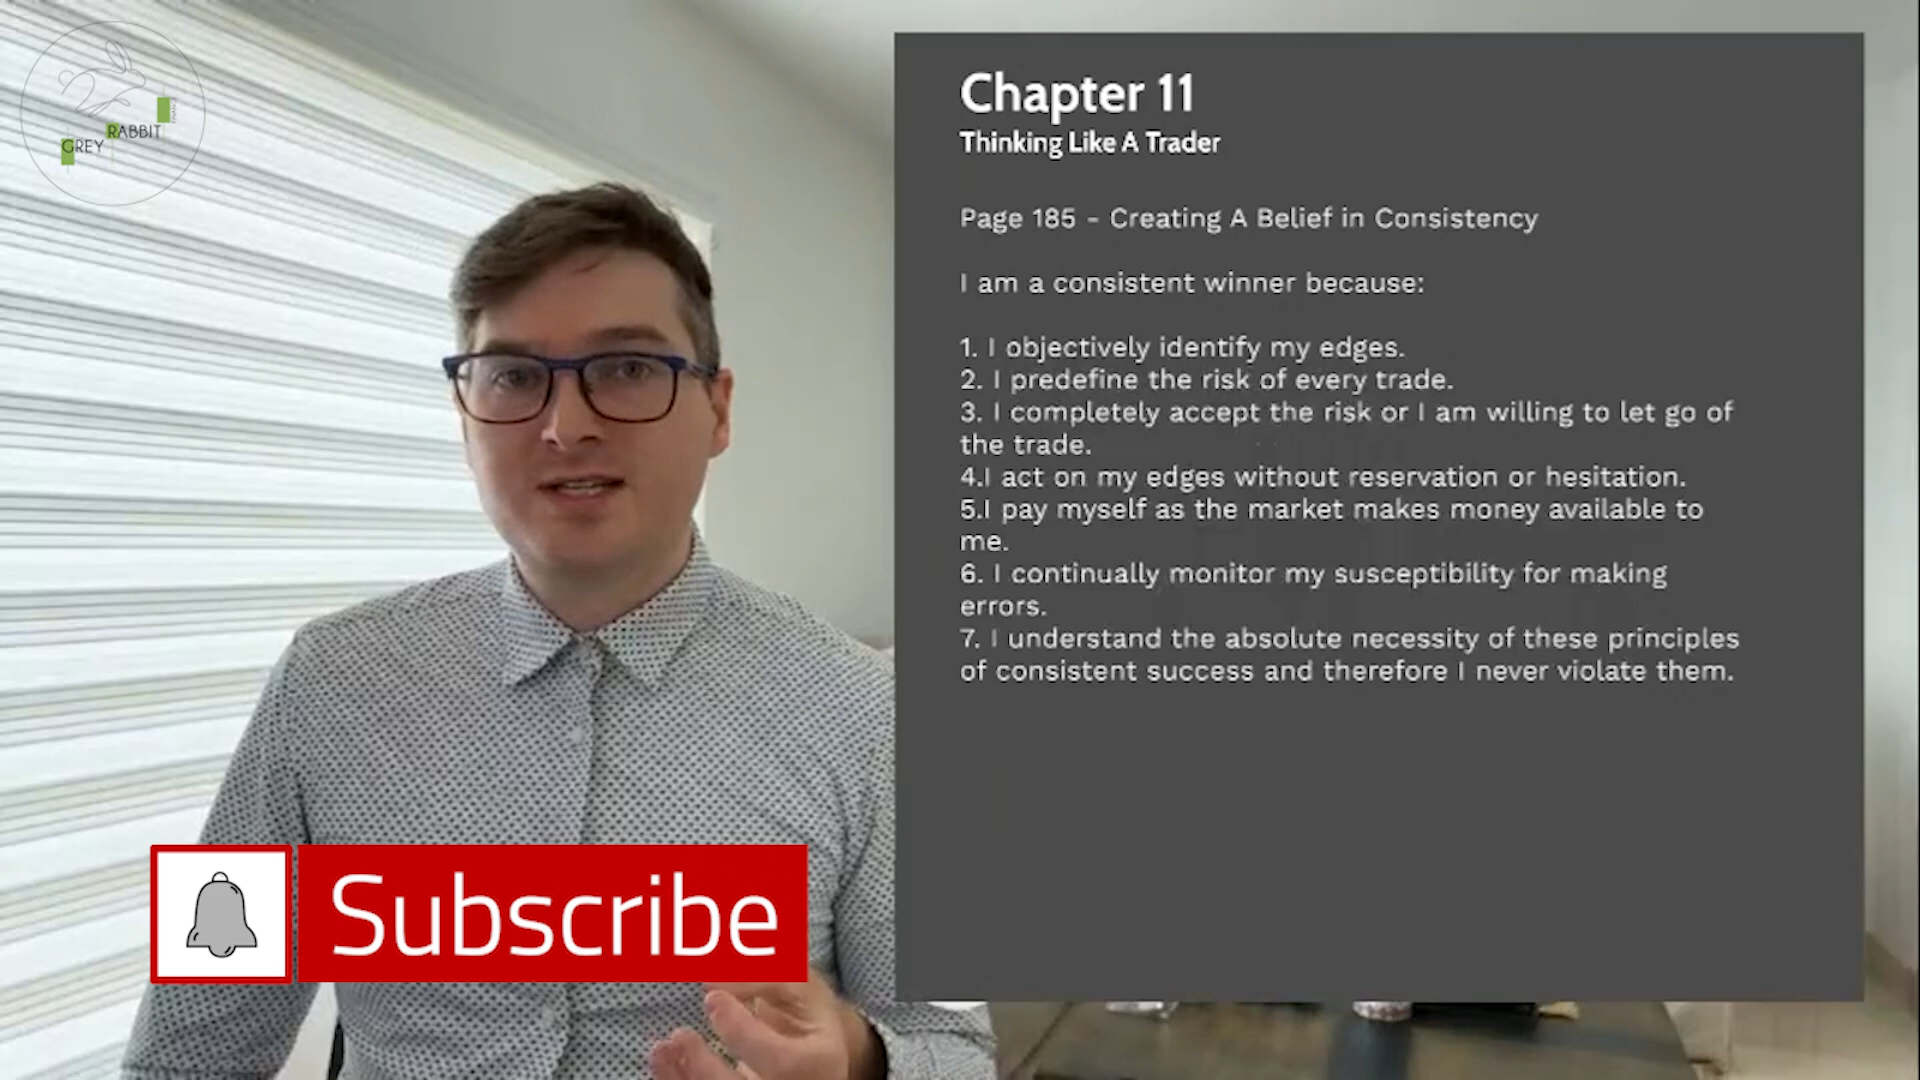 GREY RABBIT
Chapter 11
Thinking Like A Trader
Page 185 - Creating A Belief in Consistency
I am a consistent winner because:
1. I objectively identify my edges.
2. I predefine the risk of every trade.
3. I completely accept the risk or I am willing to let go of
the trade.
4.I act on my edges without reservation or hesitation.
5.I pay myself as the market makes money available to
me.
6. I continually monitor my susceptibility for making
errors.
7. I understand the absolute necessity of these principles
of consistent success and therefore I never violate them.
Subscribe